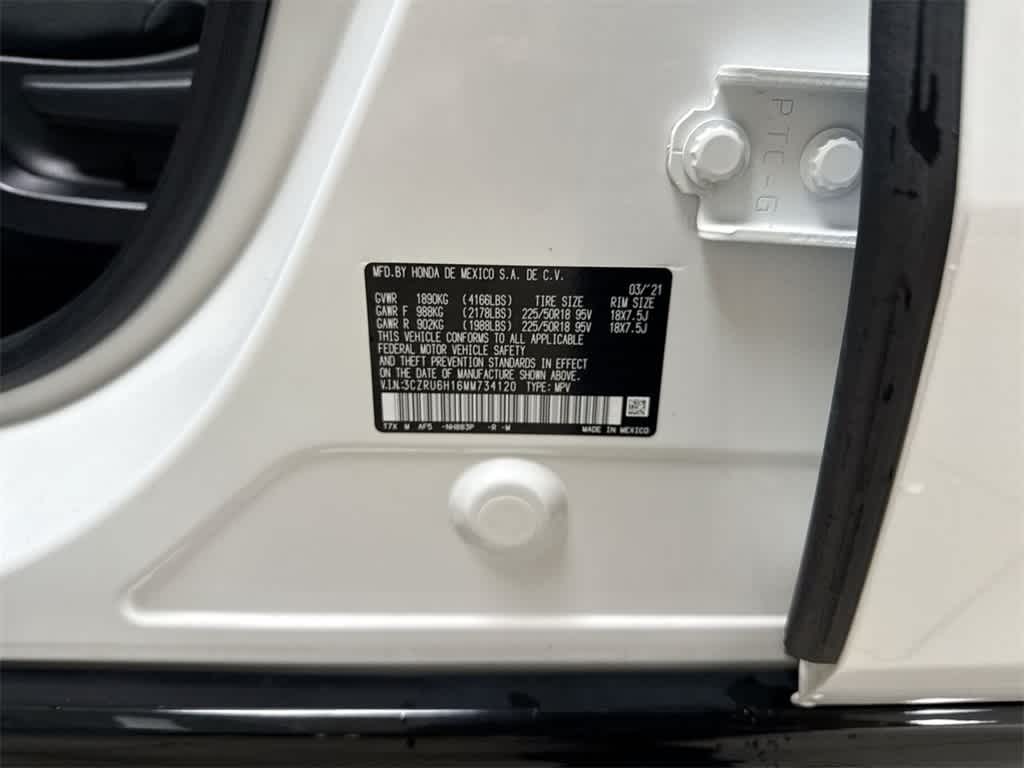 PTC-G
MFD.BY HONDA DE MEXICO S.A. DE C.V.
03/'21
GVWR 1890KG (4166LBS) TIRE SIZE RIM SIZE
GAWR F 988KG (2178LBS) 225/50R18 95V 18X7.5J
GAWR R 902KG (1988LBS) 225/50R18 95V 18X7.5J
THIS VEHICLE CONFORMS TO ALL APPLICABLE
FEDERAL MOTOR VEHICLE SAFETY
AND THEFT PREVENTION STANDARDS IN EFFECT
ON THE DATE OF MANUFACTURE SHOWN ABOVE.
V.I.N:3CZRU6H16MM734120 TYPE: MPV
17X M AF5 -NH883P -R -M MADE IN MEXICO